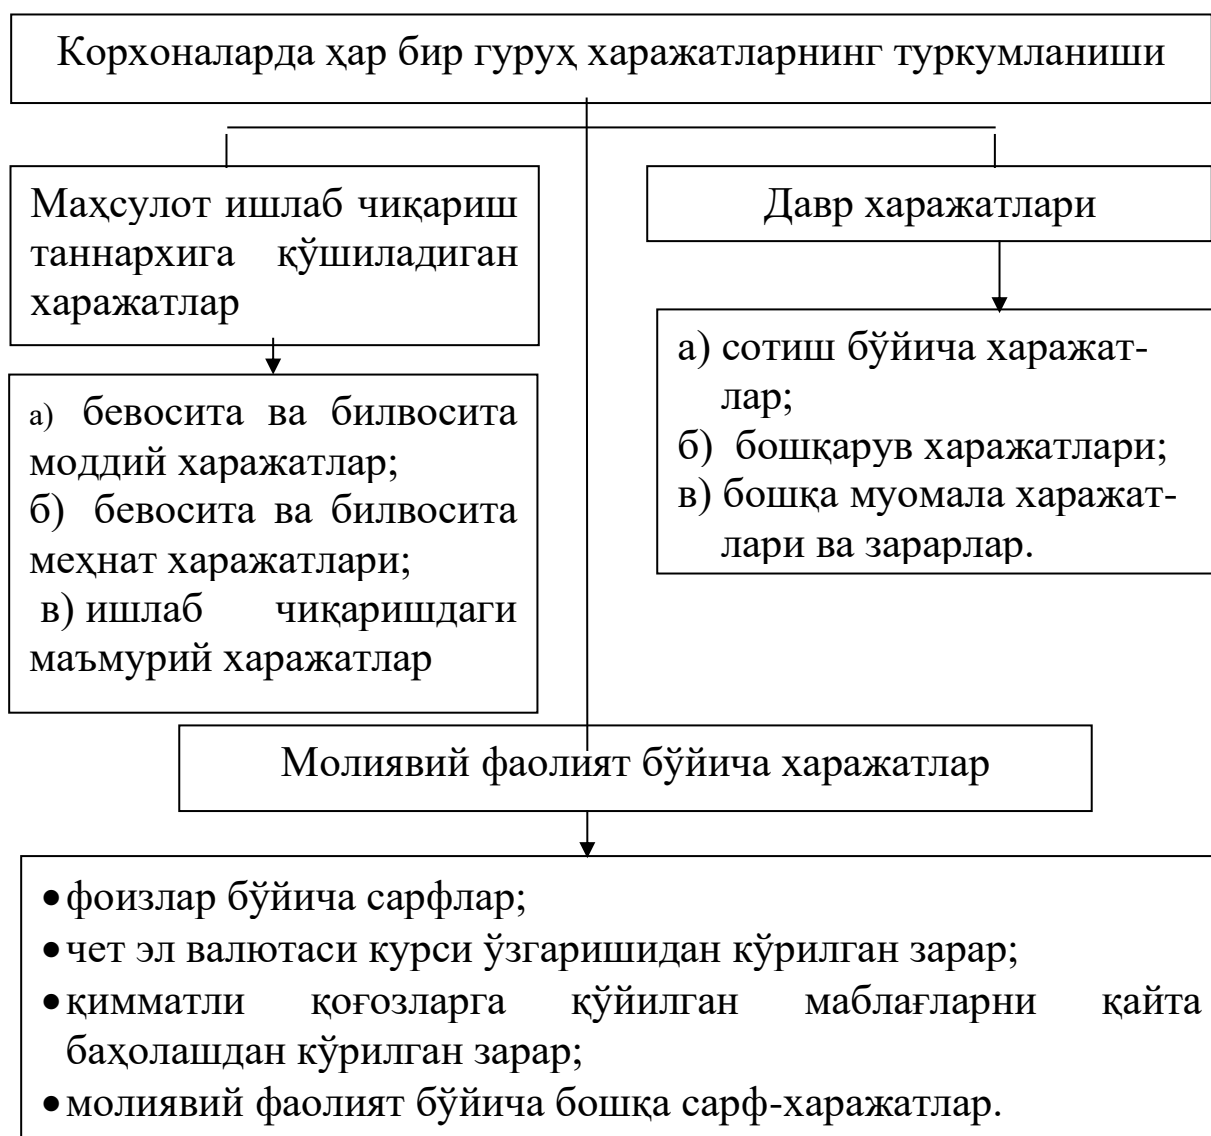 Корхоналарда ҳар бир гуруҳ харажатларнинг туркумланиши
Маҳсулот ишлаб чиқариш
таннархига қўшиладиган
харажатлар
Давр харажатлари
а) бевосита ва билвосита
моддий харажатлар;
б) бевосита ва билвосита
меҳнат харажатлари;
в) ишлаб чиқаришдаги
маъмурий харажатлар
а) сотиш бўйича харажат-
лар;
б) бошқарув харажатлари;
в) бошқа муомала харажат-
лари ва зарарлар.
Молиявий фаолият бўйича харажатлар
• фоизлар бўйича сарфлар;
• чет эл валютаси курси ўзгаришидан кўрилган зарар;
• қимматли қоғозларга қўйилган маблағларни қайта
баҳолашдан кўрилган зарар;
• молиявий фаолият бўйича бошқа сарф-харажатлар.